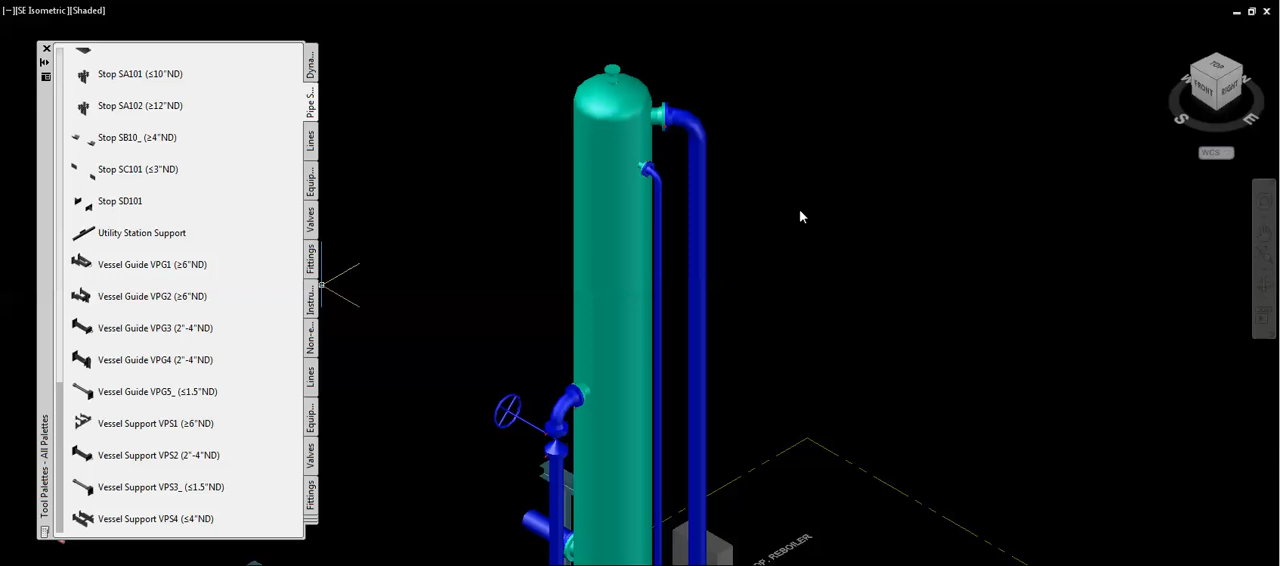 [−][SE Isometric][Shaded]
Stop SA101 (≤10"ND)
Stop SA102 (≥12"ND)
Stop SB10_ (≥4"ND)
Stop SC101 (≤3"ND)
Stop SD101
Utility Station Support
Vessel Guide VPG1 (≥6"ND)
Vessel Guide VPG2 (≥6"ND)
Vessel Guide VPG3 (2"-4"ND)
Vessel Guide VPG4 (2"-4"ND)
Vessel Guide VPG5_ (≤1.5"ND)
Vessel Support VPS1 (≥6"ND)
Vessel Support VPS2 (2"-4"ND)
Vessel Support VPS3_ (≤1.5"ND)
Vessel Support VPS4 (≤4"ND)
Dyna...
Pipe S...
Lines
Equip...
Valves
Fittings
Instru...
Non-e...
Lines
Equip...
Valves
Fittings
Tool Palettes - All Palettes
TOP
FRONT
RIGHT
W
N
S
E
WCS
OP - REBOILER